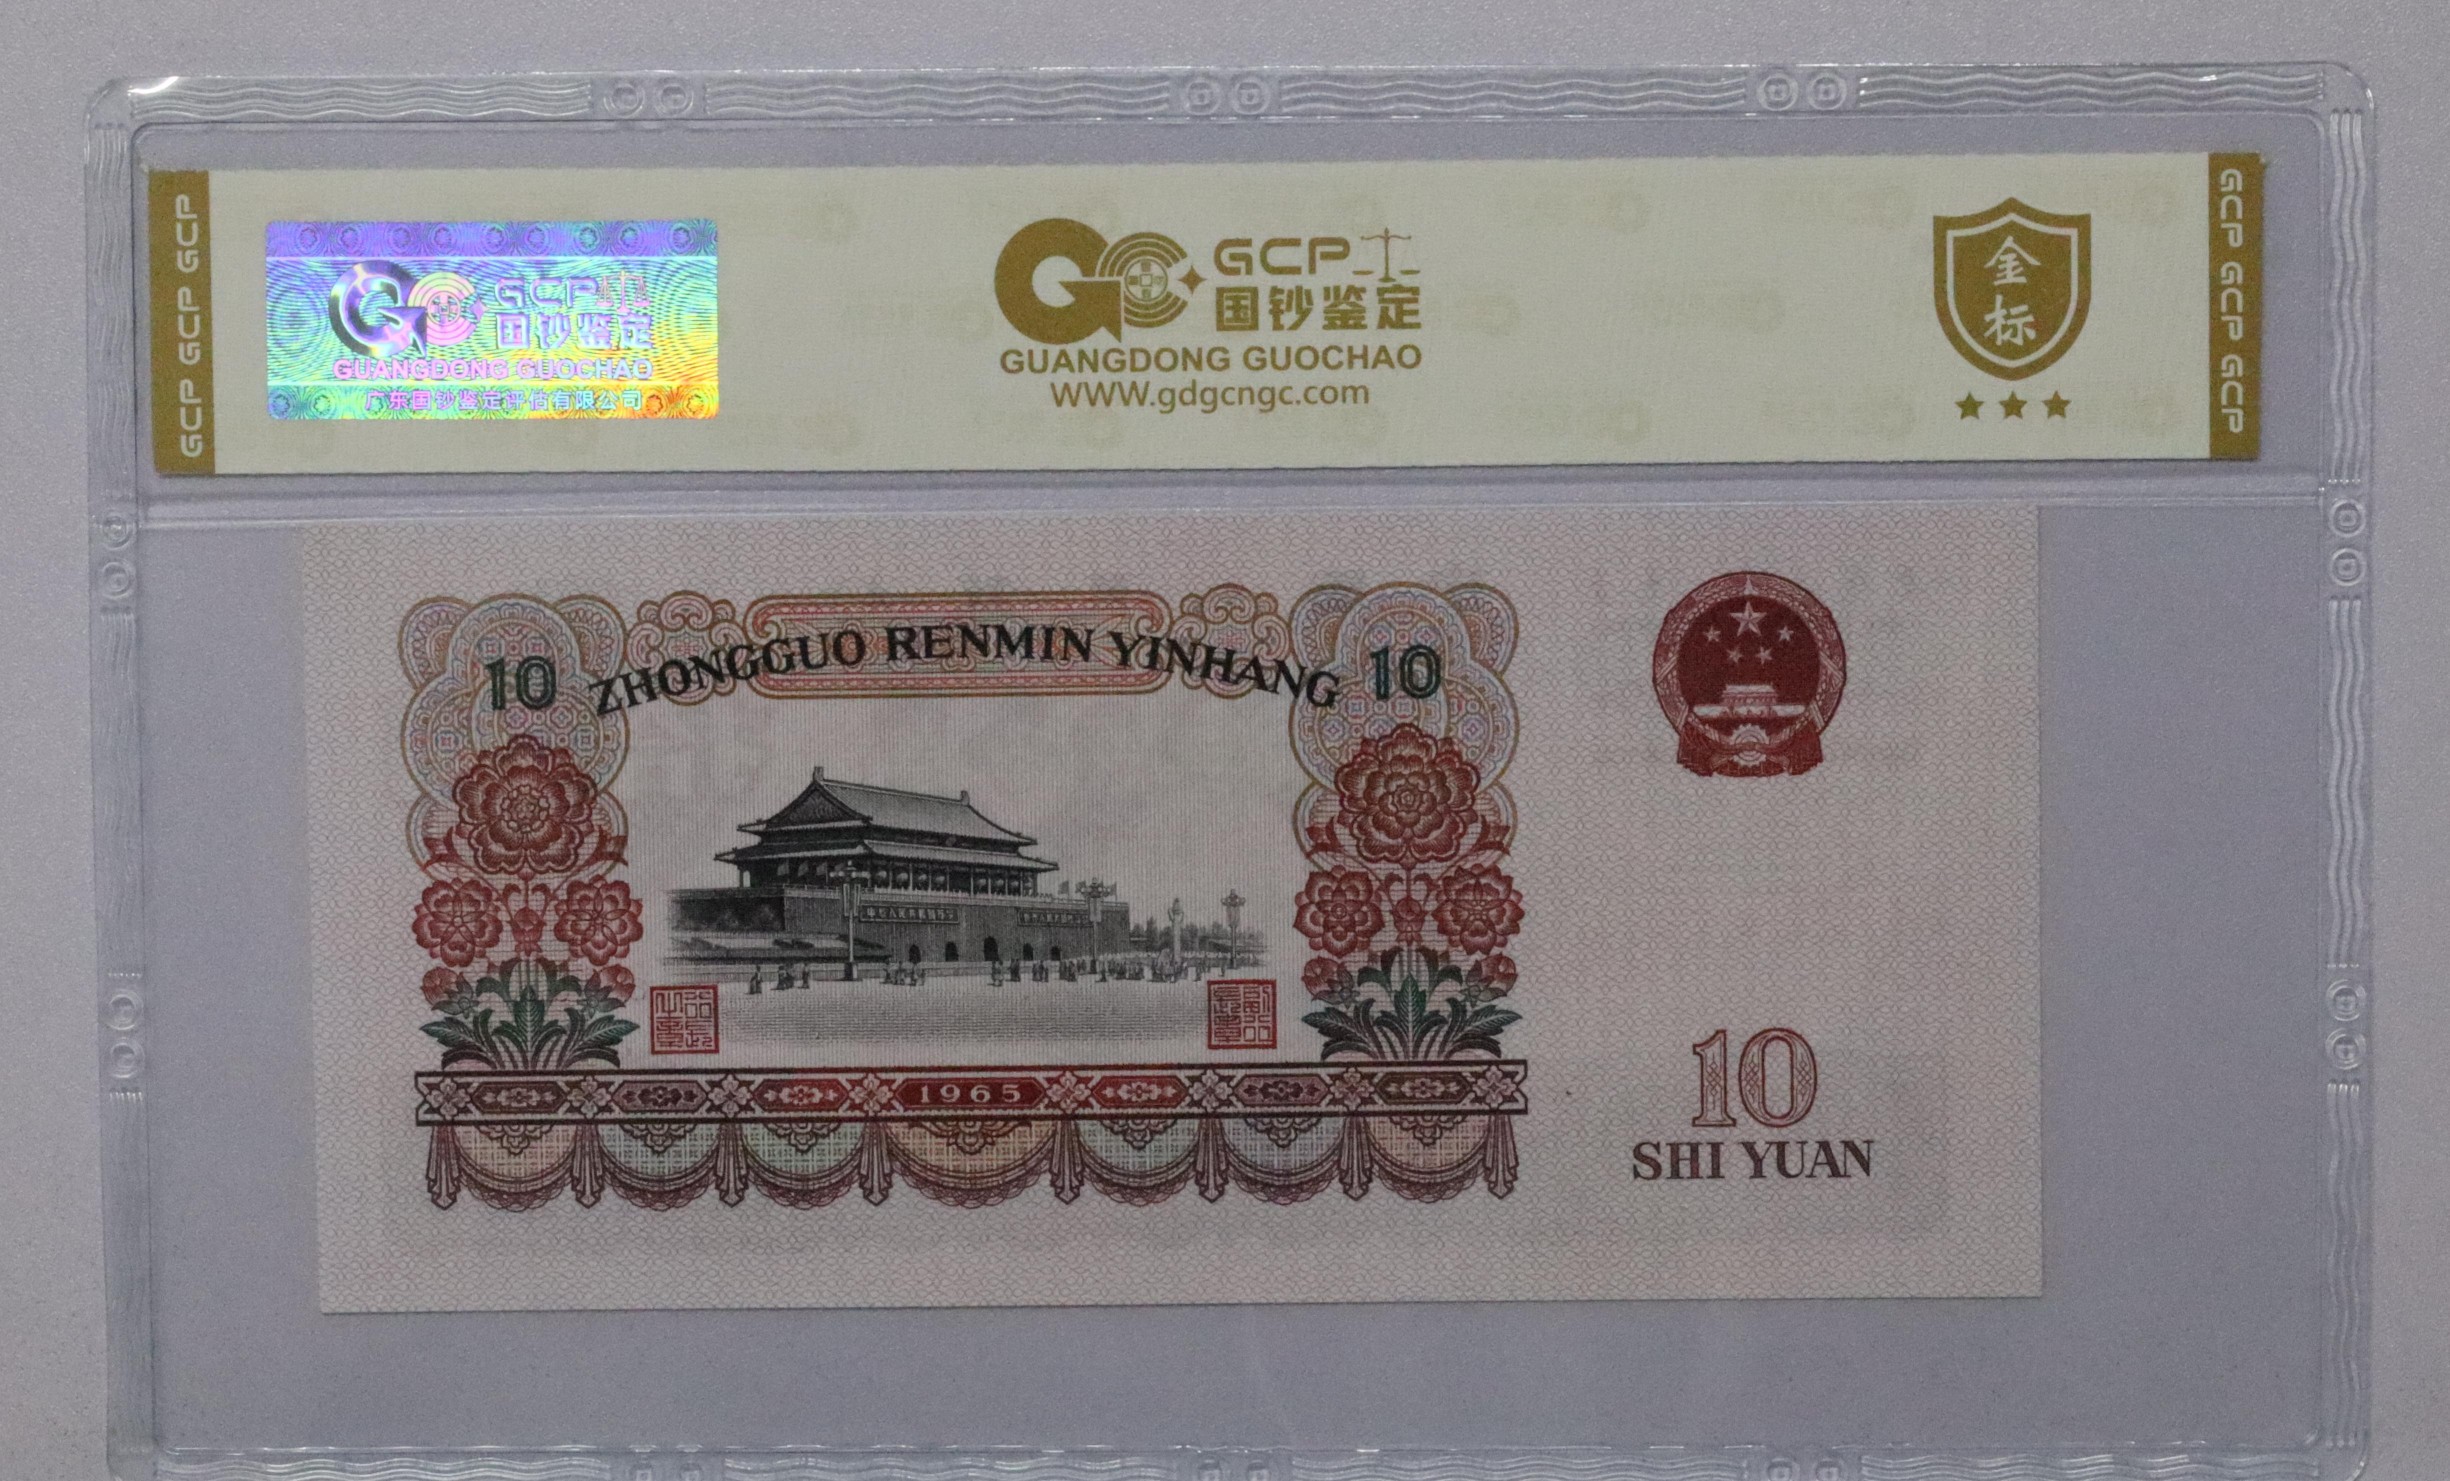 GCP GCP GCP
GCP
国钞鉴定
GUANGDONG GUOCHAO
广东国钞鉴定评估有限公司
GCP
国钞鉴定
GUANGDONG GUOCHAO
WWW.gdgcngc.com
金
标
GCP GCP GCP
10 ZHONGGUO RENMIN YINHANG 10
1965
10
SHI YUAN